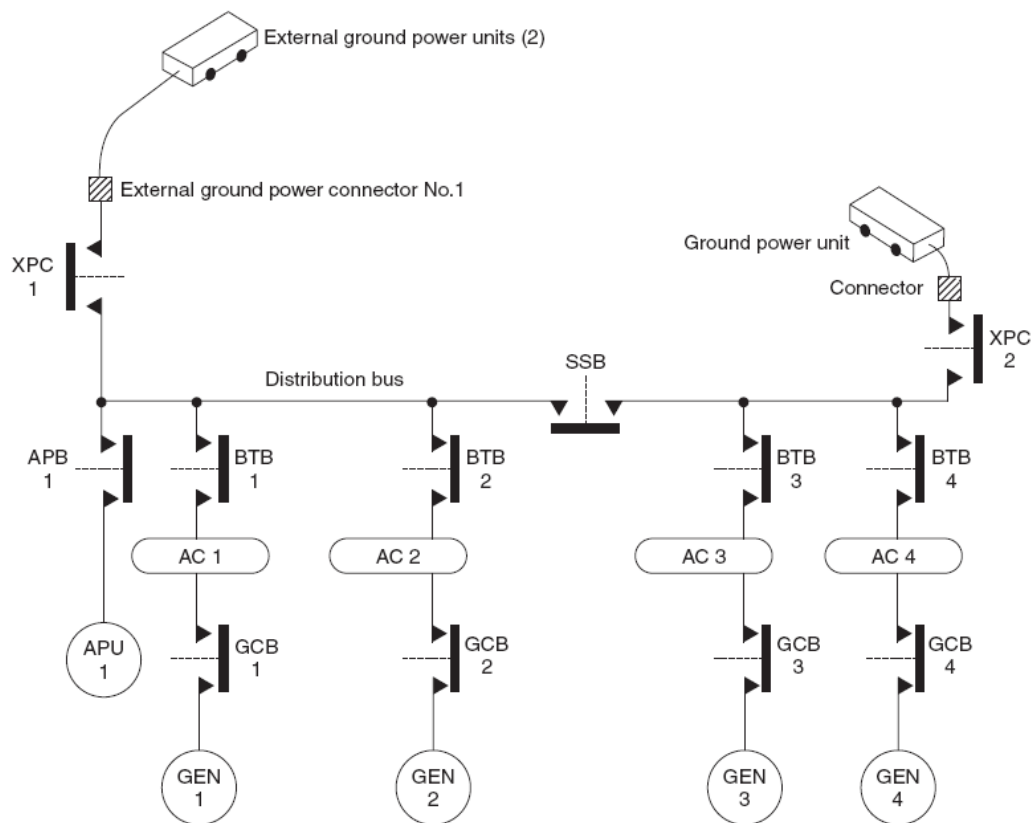 External ground power units (2)
External ground power connector No.1
XPC
1
Ground power unit
Connector
XPC
2
SSB
Distribution bus
APB
1
BTB
1
BTB
2
BTB
3
BTB
4
AC 1
AC 2
AC 3
AC 4
APU
1
GCB
1
GCB
2
GCB
3
GCB
4
GEN
1
GEN
2
GEN
3
GEN
4